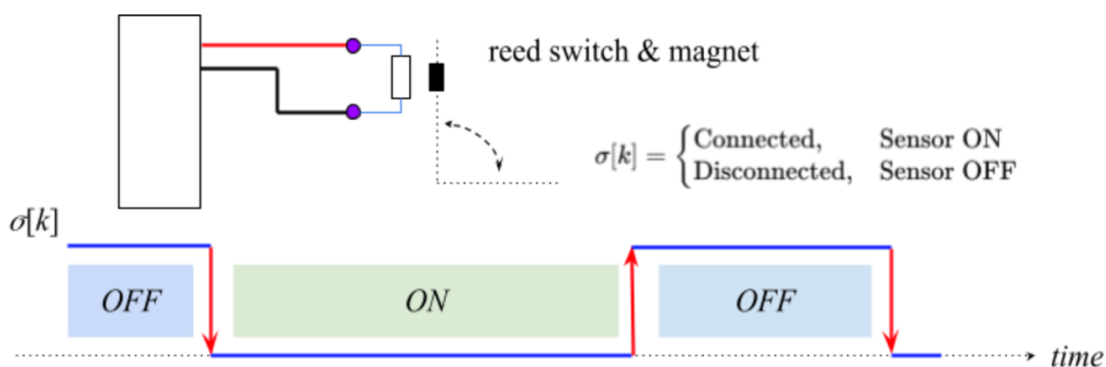 reed switch & magnet
σ[k] = { Connected, Sensor ON
Disconnected, Sensor OFF
σ[k]
OFF ON OFF
time